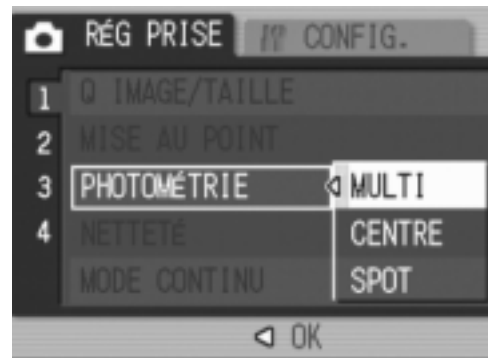 RÉG PRISE CONFIG.
1 Q IMAGE/TAILLE
2 MISE AU POINT
3 PHOTOMÉTRIE MULTI
4 NETTETÉ CENTRE
MODE CONTINU SPOT
OK